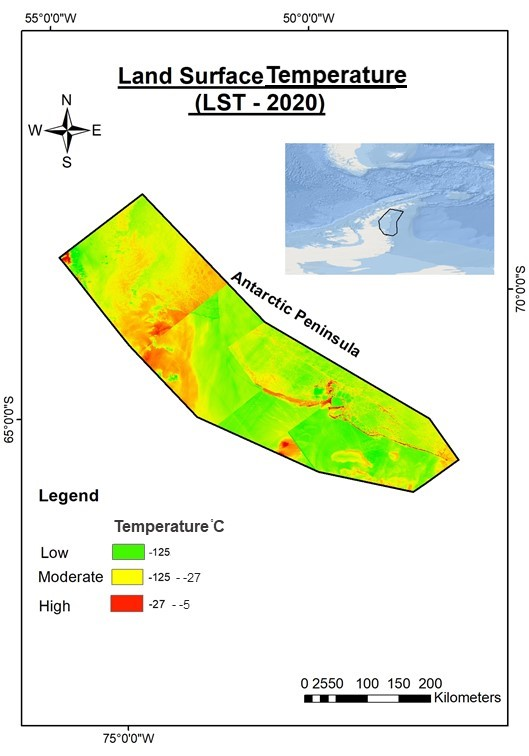 55°0'0"W
50°0'0"W
Land Surface Temperature
(LST - 2020)
N
W E
S
Antarctic Peninsula
70°0'0"S
65°0'0"S
Legend
Temperature°C
Low -125
Moderate -125 - -27
High -27 - -5
0 2550 100 150 200
Kilometers
75°0'0"W